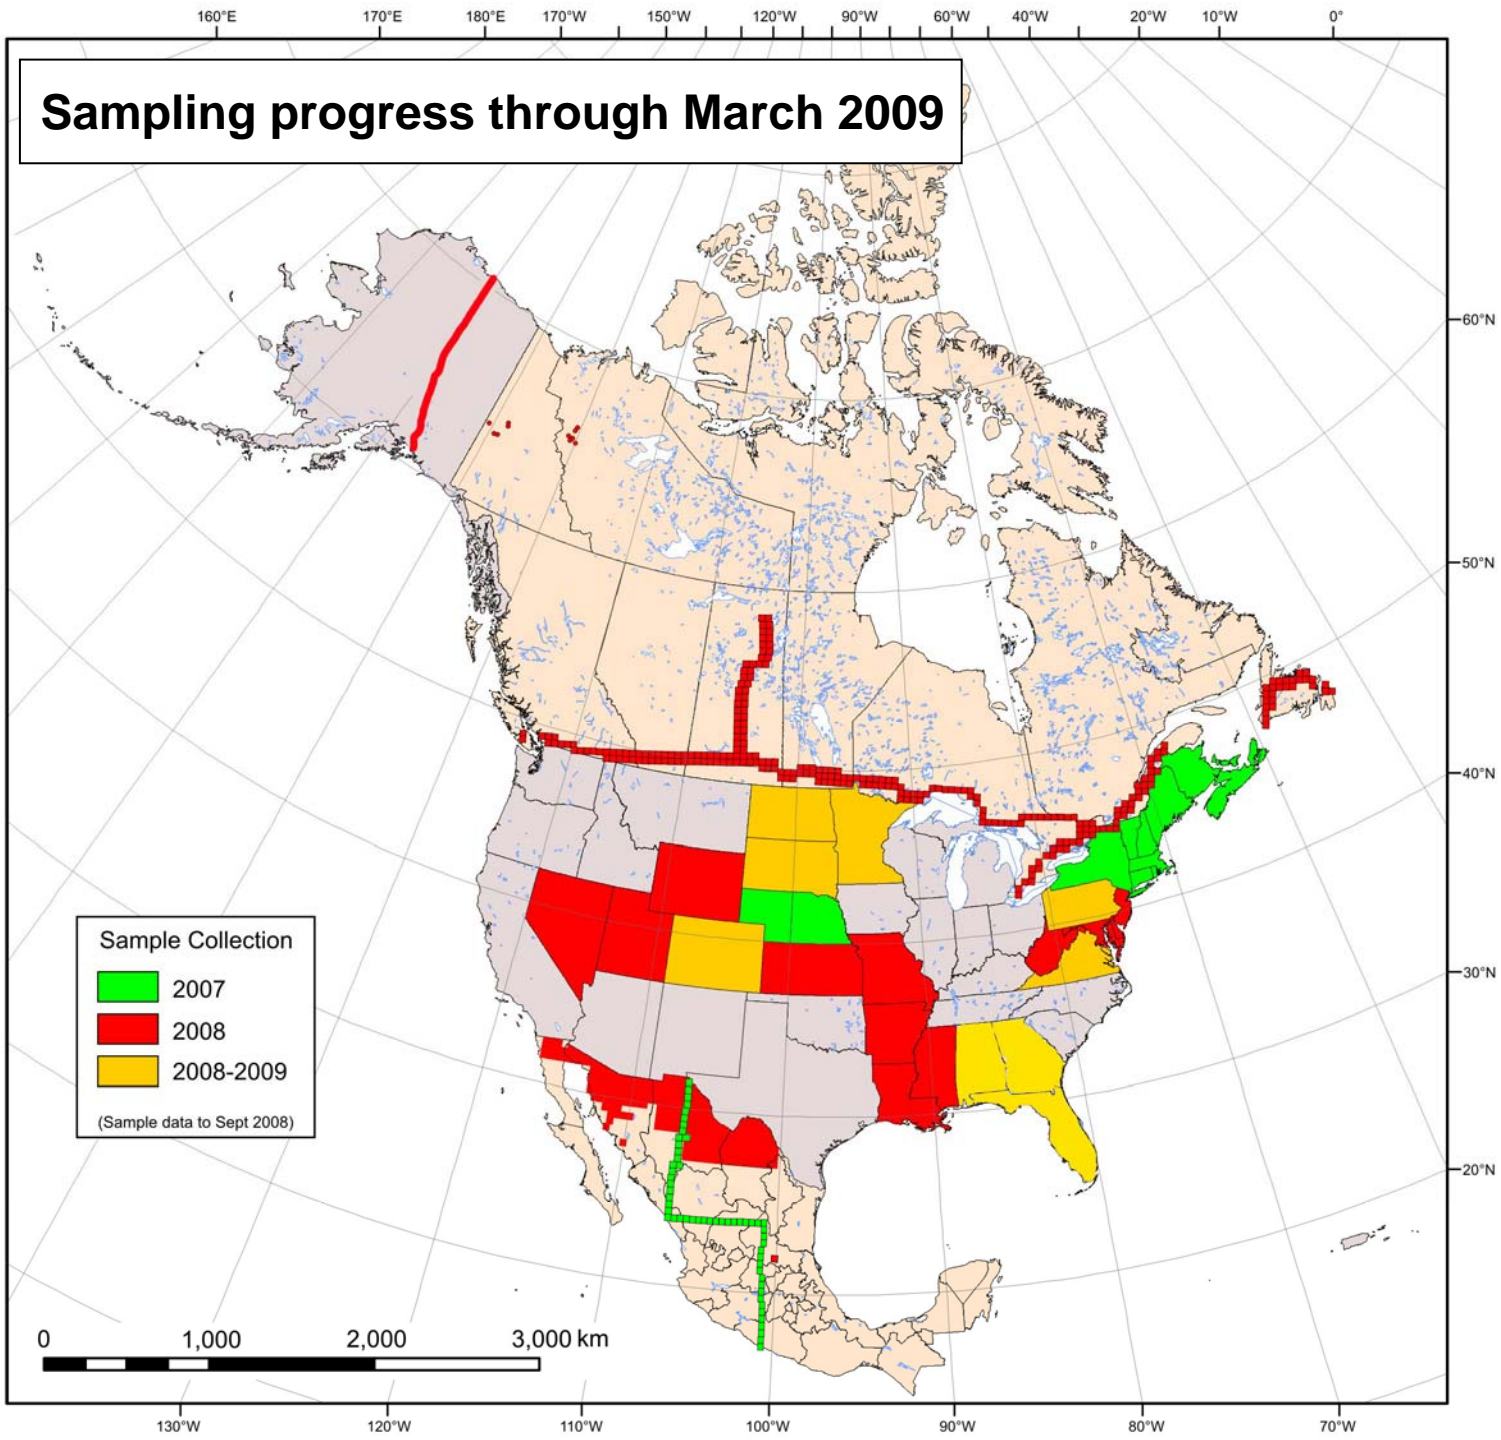 160°E 170°E 180°E 170°W 150°W 120°W 90°W 60°W 40°W 20°W 10°W 0°
Sampling progress through March 2009
60°N
50°N
40°N
30°N
20°N
Sample Collection
2007
2008
2008-2009
(Sample data to Sept 2008)
0 1,000 2,000 3,000 km
130°W 120°W 110°W 100°W 90°W 80°W 70°W